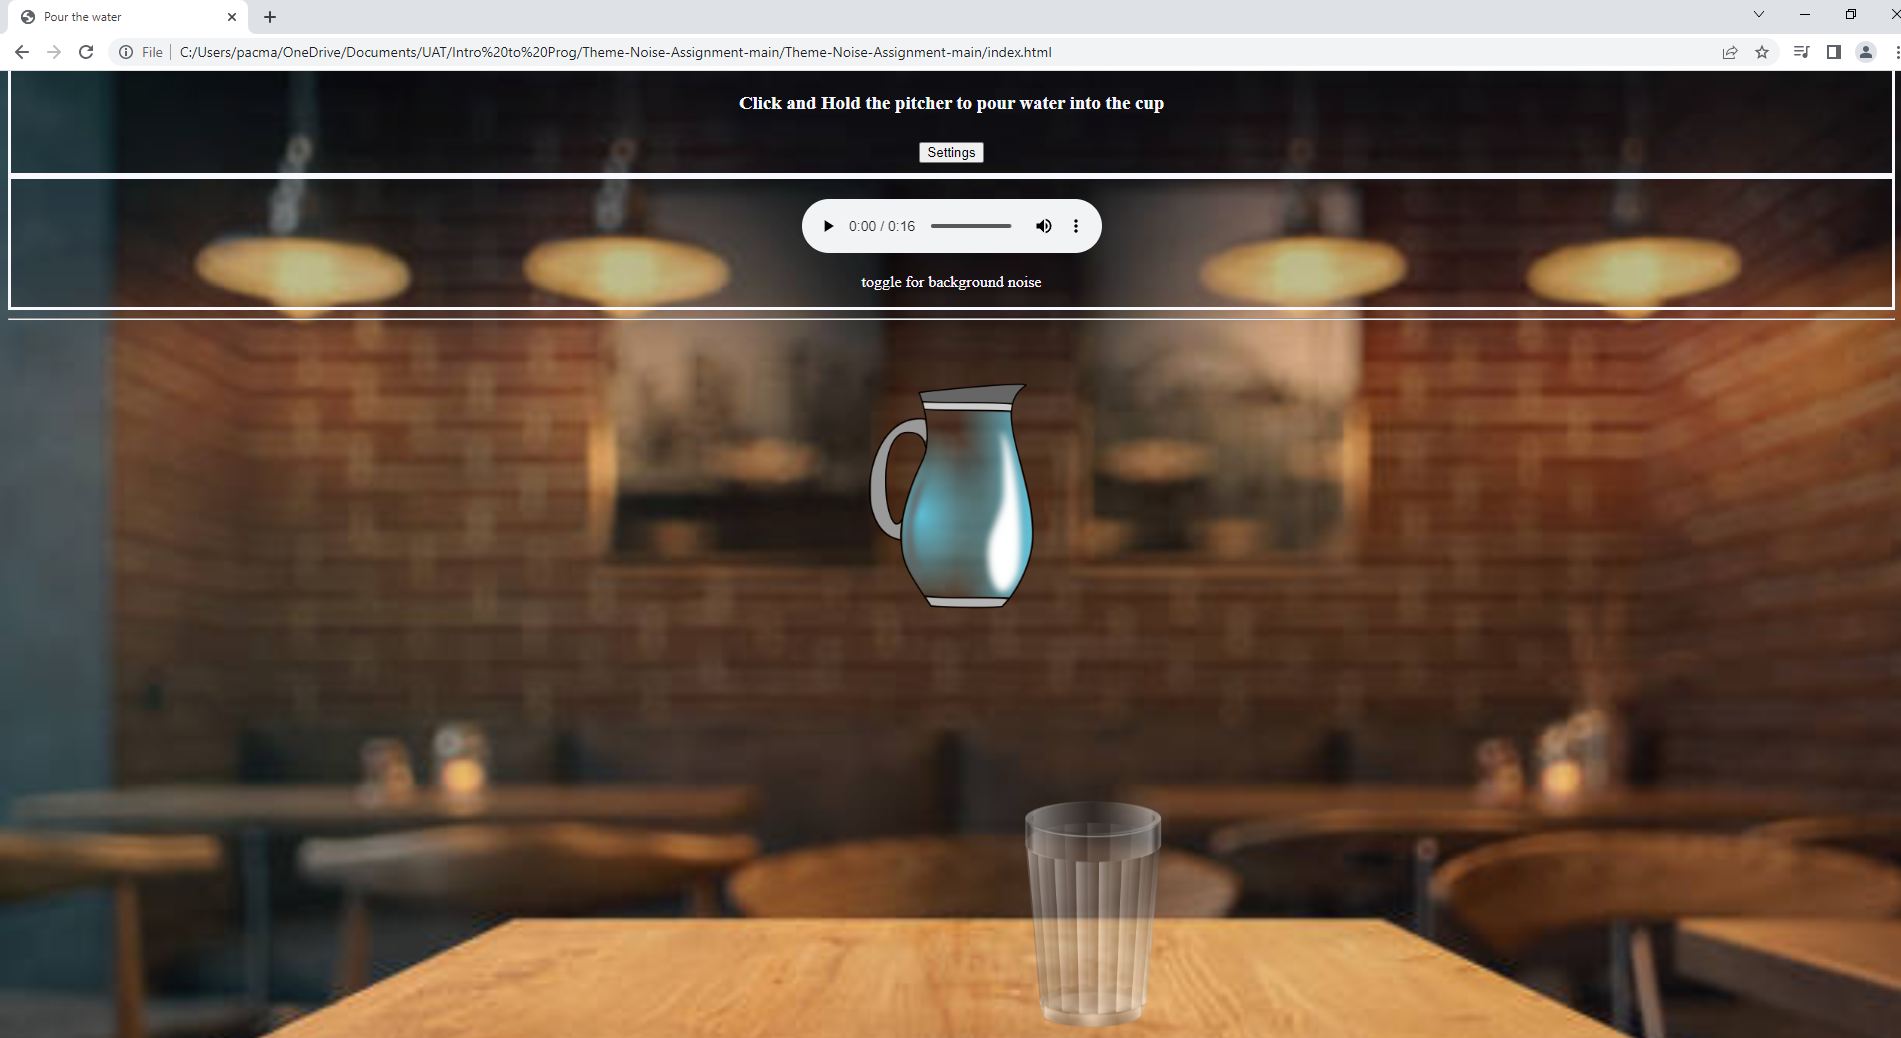 Pour the water
File
C:/Users/pacma/OneDrive/Documents/UAT/Intro%20to%20Prog/Theme-Noise-Assignment-main/Theme-Noise-Assignment-main/index.html
Click and Hold the pitcher to pour water into the cup
Settings
0:00 / 0:16
toggle for background noise